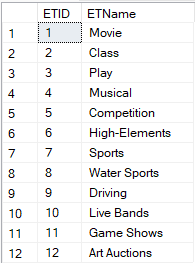 ETID ETName
1 1 Movie
2 2 Class
3 3 Play
4 4 Musical
5 5 Competition
6 6 High-Elements
7 7 Sports
8 8 Water Sports
9 9 Driving
10 10 Live Bands
11 11 Game Shows
12 12 Art Auctions